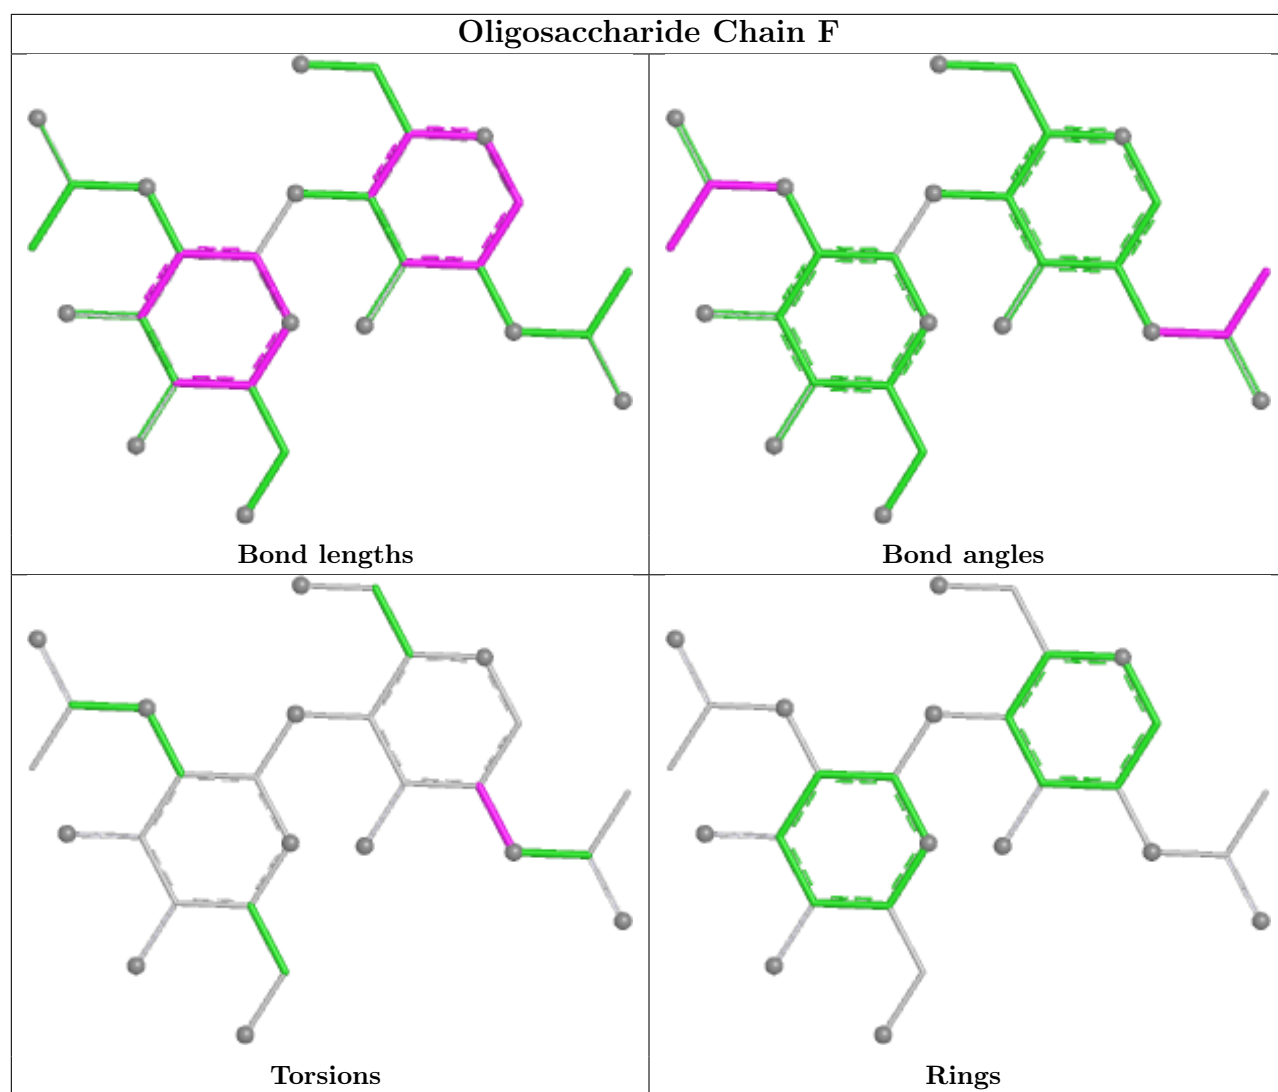 Oligosaccharide Chain F
Bond lengths
Bond angles
Torsions
Rings